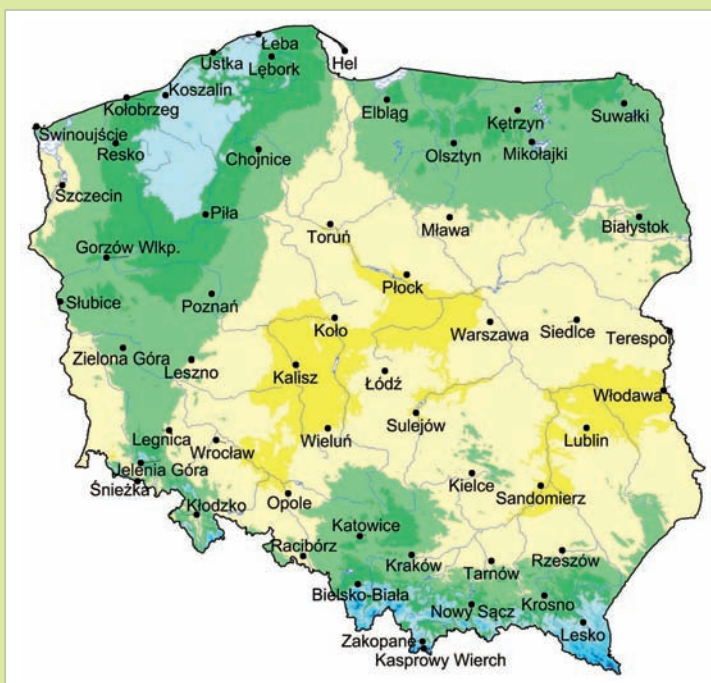 Łeba
Ustka
Hel
Lębork
Koszalin
Kołobrzeg
Elbląg
Suwałki
Kętrzyn
Świnoujście
Resko
Chojnice
Olsztyn
Mikołajki
Szczecin
Piła
Toruń
Mława
Białystok
Gorzów Wlkp.
Płock
Słubice
Poznań
Koło
Warszawa
Siedlce
Terespol
Zielona Góra
Leszno
Kalisz
Łódź
Włodawa
Sulejów
Legnica
Wrocław
Wieluń
Lublin
Jelenia Góra
Śnieżka
Kielce
Sandomierz
Kłodzko
Opole
Katowice
Racibórz
Kraków
Tarnów
Rzeszów
Bielsko-Biała
Nowy Sącz
Krosno
Lesko
Zakopane
Kasprowy Wierch